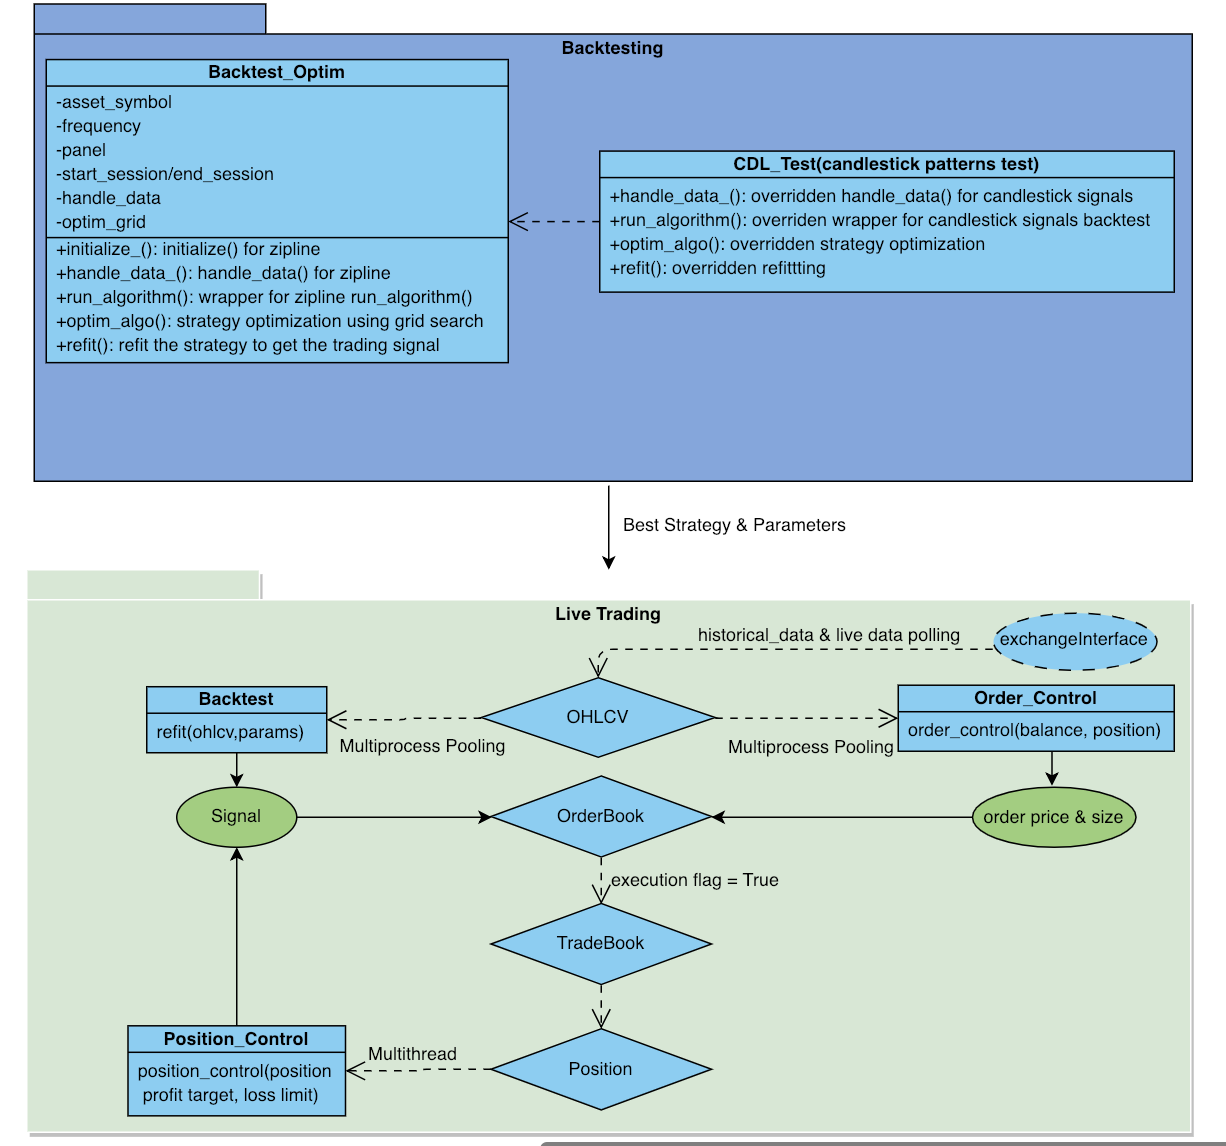 Backtesting
Backtest_Optim
-asset_symbol
-frequency
-panel
-start_session/end_session
-handle_data
-optim_grid
+initialize_(): initialize() for zipline
+handle_data_(): handle_data() for zipline
+run_algorithm(): wrapper for zipline run_algorithm()
+optim_algo(): strategy optimization using grid search
+refit(): refit the strategy to get the trading signal
CDL_Test(candlestick patterns test)
+handle_data_(): overridden handle_data() for candlestick signals
+run_algorithm(): overriden wrapper for candlestick signals backtest
+optim_algo(): overridden strategy optimization
+refit(): overridden refittting
Best Strategy & Parameters
Live Trading
historical_data & live data polling
exchangeInterface
Backtest
refit(ohlcv,params)
OHLCV
Order_Control
order_control(balance, position)
Multiprocess Pooling
Multiprocess Pooling
Signal
OrderBook
order price & size
execution flag = True
TradeBook
Position_Control
position_control(position
profit target, loss limit)
Multithread
Position